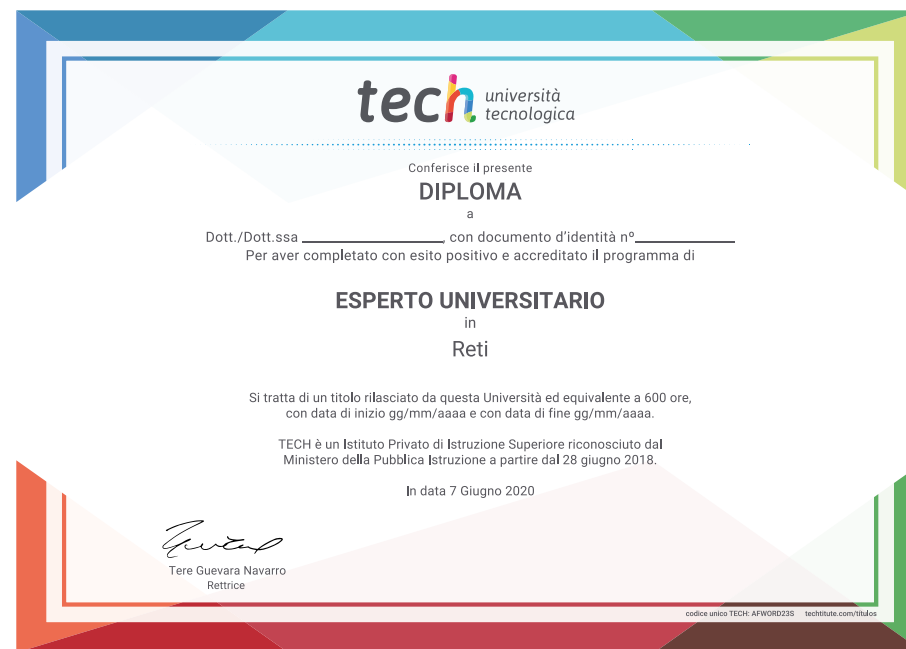 tech università
tecnologica
Conferisce il presente
DIPLOMA
a
Dott./Dott.ssa __________________, con documento d'identità nº_____________
Per aver completato con esito positivo e accreditato il programma di
ESPERTO UNIVERSITARIO
in
Reti
Si tratta di un titolo rilasciato da questa Università ed equivalente a 600 ore,
con data di inizio gg/mm/aaaa e con data di fine gg/mm/aaaa.
TECH è un Istituto Privato di Istruzione Superiore riconosciuto dal
Ministero della Pubblica Istruzione a partire dal 28 giugno 2018.
In data 7 Giugno 2020
Tere Guevara Navarro
Rettrice
codice unico TECH: AFWORD23S techtitute.com/titulos